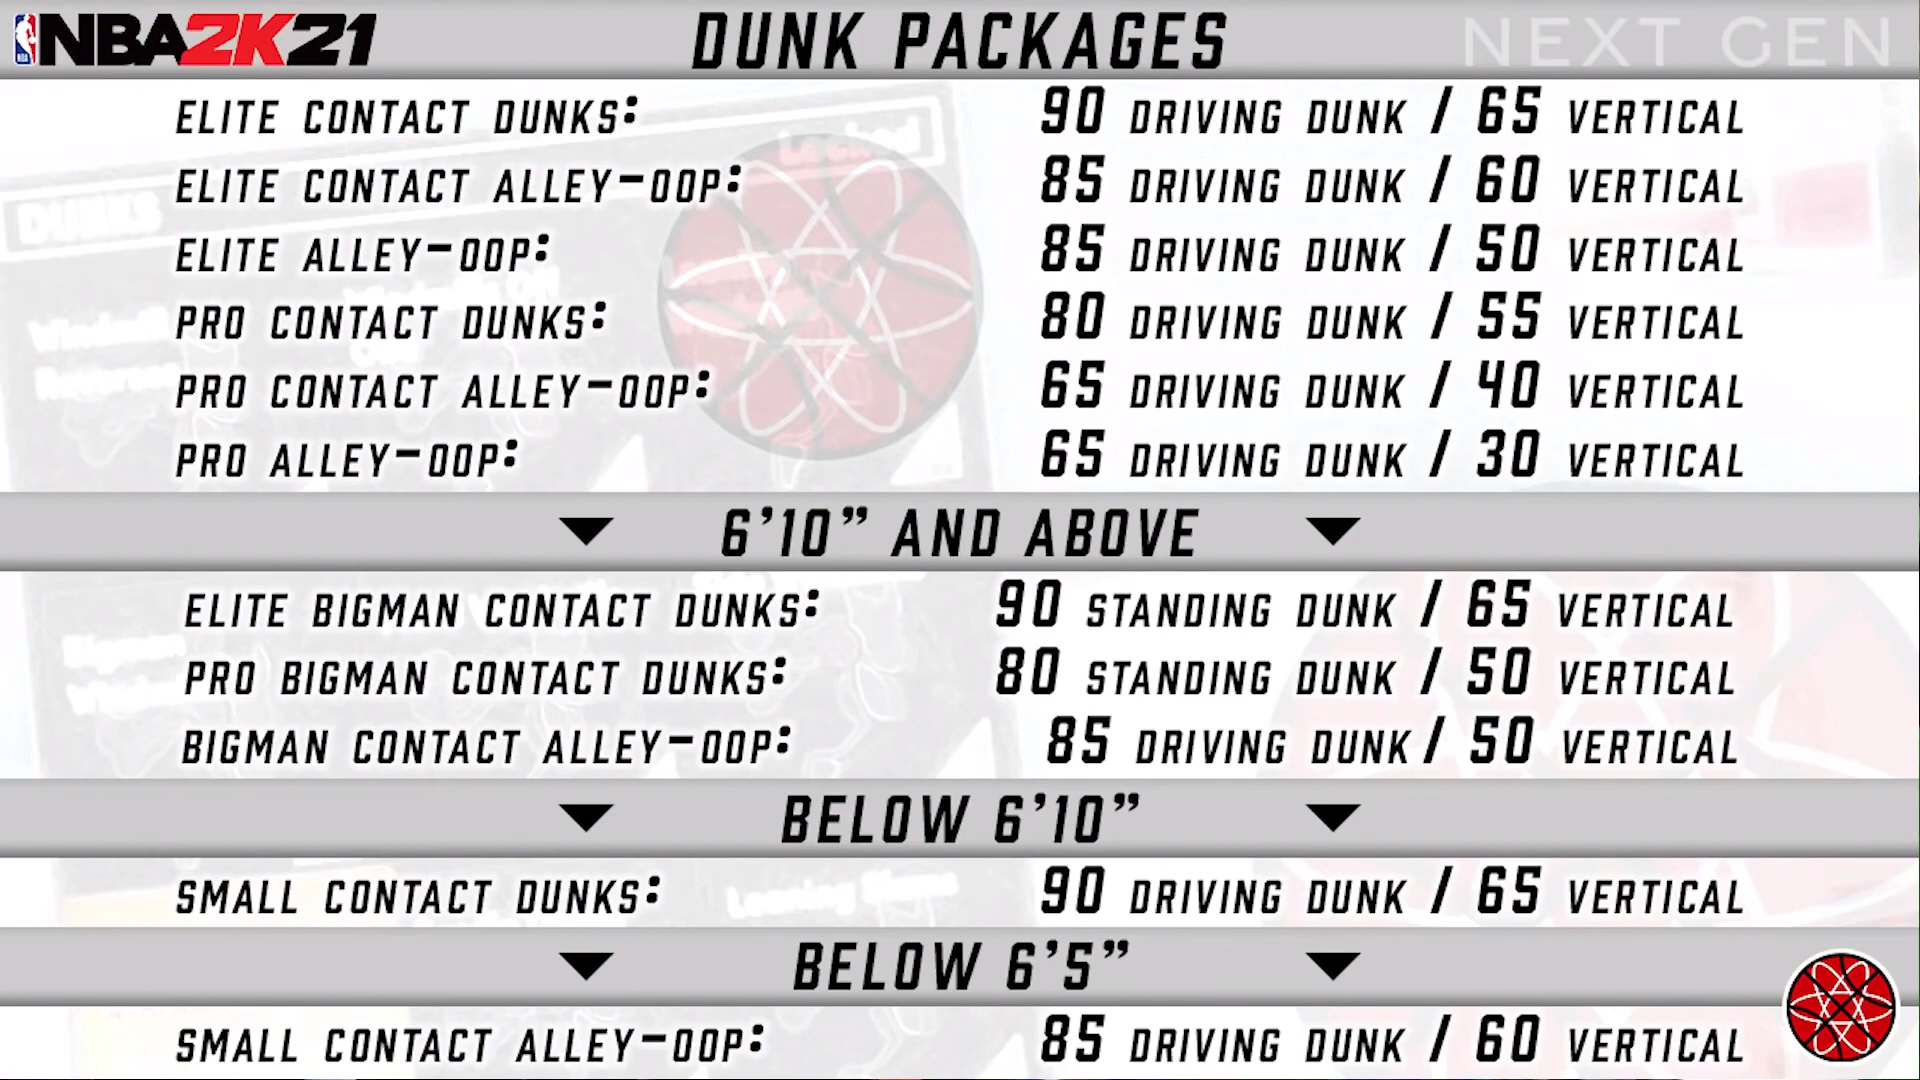 NBA 2K21 DUNK PACKAGES NEXT GEN
ELITE CONTACT DUNKS: 90 DRIVING DUNK / 65 VERTICAL
ELITE CONTACT ALLEY-OOP: 85 DRIVING DUNK / 60 VERTICAL
ELITE ALLEY-OOP: 85 DRIVING DUNK / 50 VERTICAL
PRO CONTACT DUNKS: 80 DRIVING DUNK / 55 VERTICAL
PRO CONTACT ALLEY-OOP: 65 DRIVING DUNK / 40 VERTICAL
PRO ALLEY-OOP: 65 DRIVING DUNK / 30 VERTICAL
6’10” AND ABOVE
ELITE BIGMAN CONTACT DUNKS: 90 STANDING DUNK / 65 VERTICAL
PRO BIGMAN CONTACT DUNKS: 80 STANDING DUNK / 50 VERTICAL
BIGMAN CONTACT ALLEY-OOP: 85 DRIVING DUNK / 50 VERTICAL
BELOW 6’10”
SMALL CONTACT DUNKS: 90 DRIVING DUNK / 65 VERTICAL
BELOW 6’5”
SMALL CONTACT ALLEY-OOP: 85 DRIVING DUNK / 60 VERTICAL
DUNKS